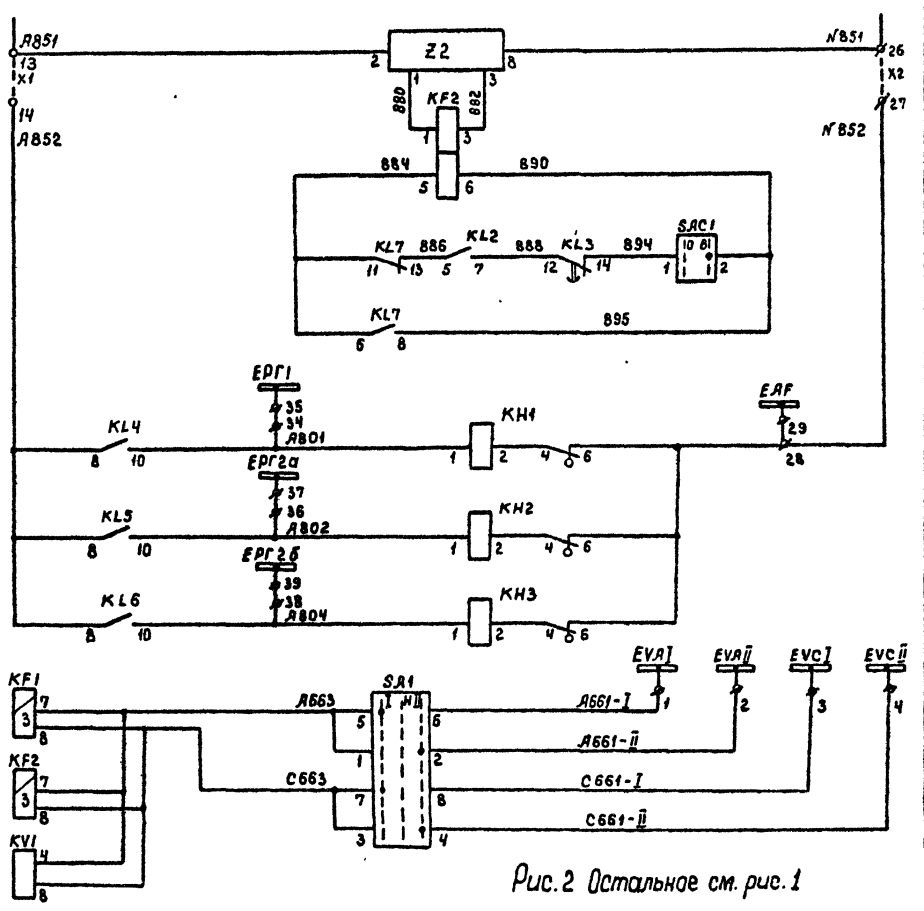 A851 Z2 N851
13 2 8 26
X1 1 3 X2
880 KF2 882
14 1 3 27
A852 N852
884 890
5 6
KL7 886 KL2 888 KL3 894 SAC1
10 B1
11 13 5 7 12 14 1 2
KL7 895
6 8
ЕРГ1 EAF
35
34 29
KL4 A801 KH1
8 10 1 2 4 6 28
ЕРГ2а
37
36
KL5 A802 KH2
8 10 1 2 4 6
ЕРГ2б
39
38
KL6 A804 KH3
8 10 1 2 4 6
EVAI EVAII EVCI EVCII
KF1 SA1
I H II
7 A663 5 6 A661-I 1
3
8 1 2 A661-II 2
KF2
7 C663 7 8 C661-I 3
3
8 3 4 C661-II 4
KV1
4
8
Рис.2 Остальное см. рис.1